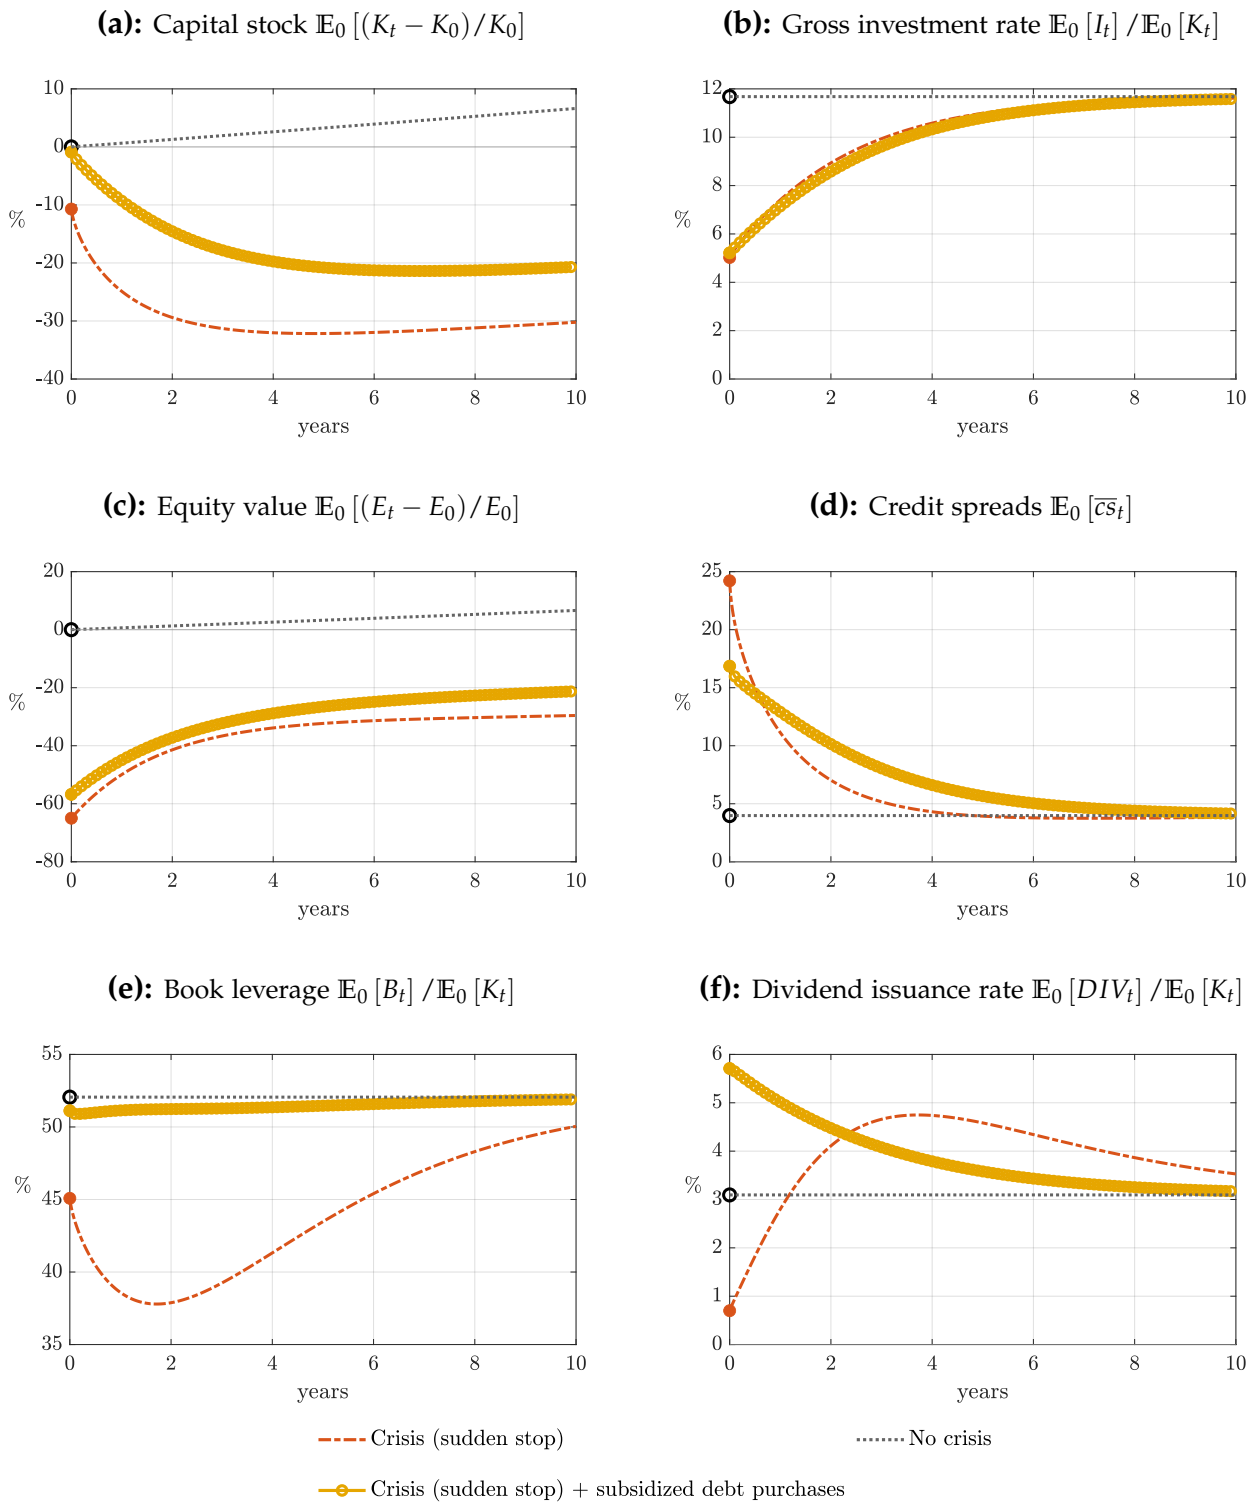 (a): Capital stock 𝔼₀ [(Kₜ − K₀)/K₀]
10
0
-10
-20
-30
-40
%
0 2 4 6 8 10
years
(b): Gross investment rate 𝔼₀ [Iₜ] /𝔼₀ [Kₜ]
12
10
8
6
4
2
0
%
0 2 4 6 8 10
years
(c): Equity value 𝔼₀ [(Eₜ − E₀)/E₀]
20
0
-20
-40
-60
-80
%
0 2 4 6 8 10
years
(d): Credit spreads 𝔼₀ [c̅s̅ₜ]
25
20
15
10
5
0
%
0 2 4 6 8 10
years
(e): Book leverage 𝔼₀ [Bₜ] /𝔼₀ [Kₜ]
55
50
45
40
35
%
0 2 4 6 8 10
years
(f): Dividend issuance rate 𝔼₀ [DIVₜ] /𝔼₀ [Kₜ]
6
5
4
3
2
1
0
%
0 2 4 6 8 10
years
Crisis (sudden stop)
No crisis
Crisis (sudden stop) + subsidized debt purchases